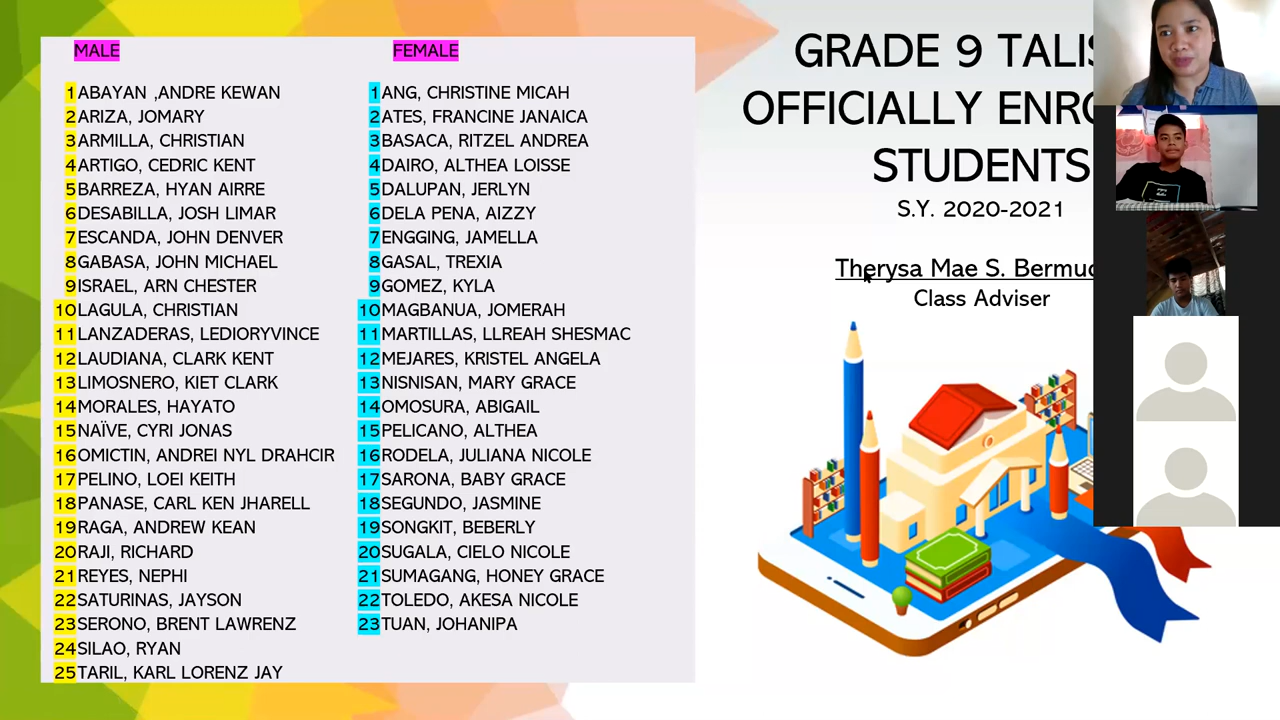 MALE
1 ABAYAN ,ANDRE KEWAN
2 ARIZA, JOMARY
3 ARMILLA, CHRISTIAN
4 ARTIGO, CEDRIC KENT
5 BARREZA, HYAN AIRRE
6 DESABILLA, JOSH LIMAR
7 ESCANDA, JOHN DENVER
8 GABASA, JOHN MICHAEL
9 ISRAEL, ARN CHESTER
10 LAGULA, CHRISTIAN
11 LANZADERAS, LEDIORYVINCE
12 LAUDIANA, CLARK KENT
13 LIMOSNERO, KIET CLARK
14 MORALES, HAYATO
15 NAÏVE, CYRI JONAS
16 OMICTIN, ANDREI NYL DRAHCIR
17 PELINO, LOEI KEITH
18 PANASE, CARL KEN JHARELL
19 RAGA, ANDREW KEAN
20 RAJI, RICHARD
21 REYES, NEPHI
22 SATURINAS, JAYSON
23 SERONO, BRENT LAWRENZ
24 SILAO, RYAN
25 TARIL, KARL LORENZ JAY
FEMALE
1 ANG, CHRISTINE MICAH
2 ATES, FRANCINE JANAICA
3 BASACA, RITZEL ANDREA
4 DAIRO, ALTHEA LOISSE
5 DALUPAN, JERLYN
6 DELA PENA, AIZZY
7 ENGGING, JAMELLA
8 GASAL, TREXIA
9 GOMEZ, KYLA
10 MAGBANUA, JOMERAH
11 MARTILLAS, LLREAH SHESMAC
12 MEJARES, KRISTEL ANGELA
13 NISNISAN, MARY GRACE
14 OMOSURA, ABIGAIL
15 PELICANO, ALTHEA
16 RODELA, JULIANA NICOLE
17 SARONA, BABY GRACE
18 SEGUNDO, JASMINE
19 SONGKIT, BEBERLY
20 SUGALA, CIELO NICOLE
21 SUMAGANG, HONEY GRACE
22 TOLEDO, AKESA NICOLE
23 TUAN, JOHANIPA
GRADE 9 TALIS
OFFICIALLY ENRO
STUDENTS
S.Y. 2020-2021
Therysa Mae S. Bermud
Class Adviser